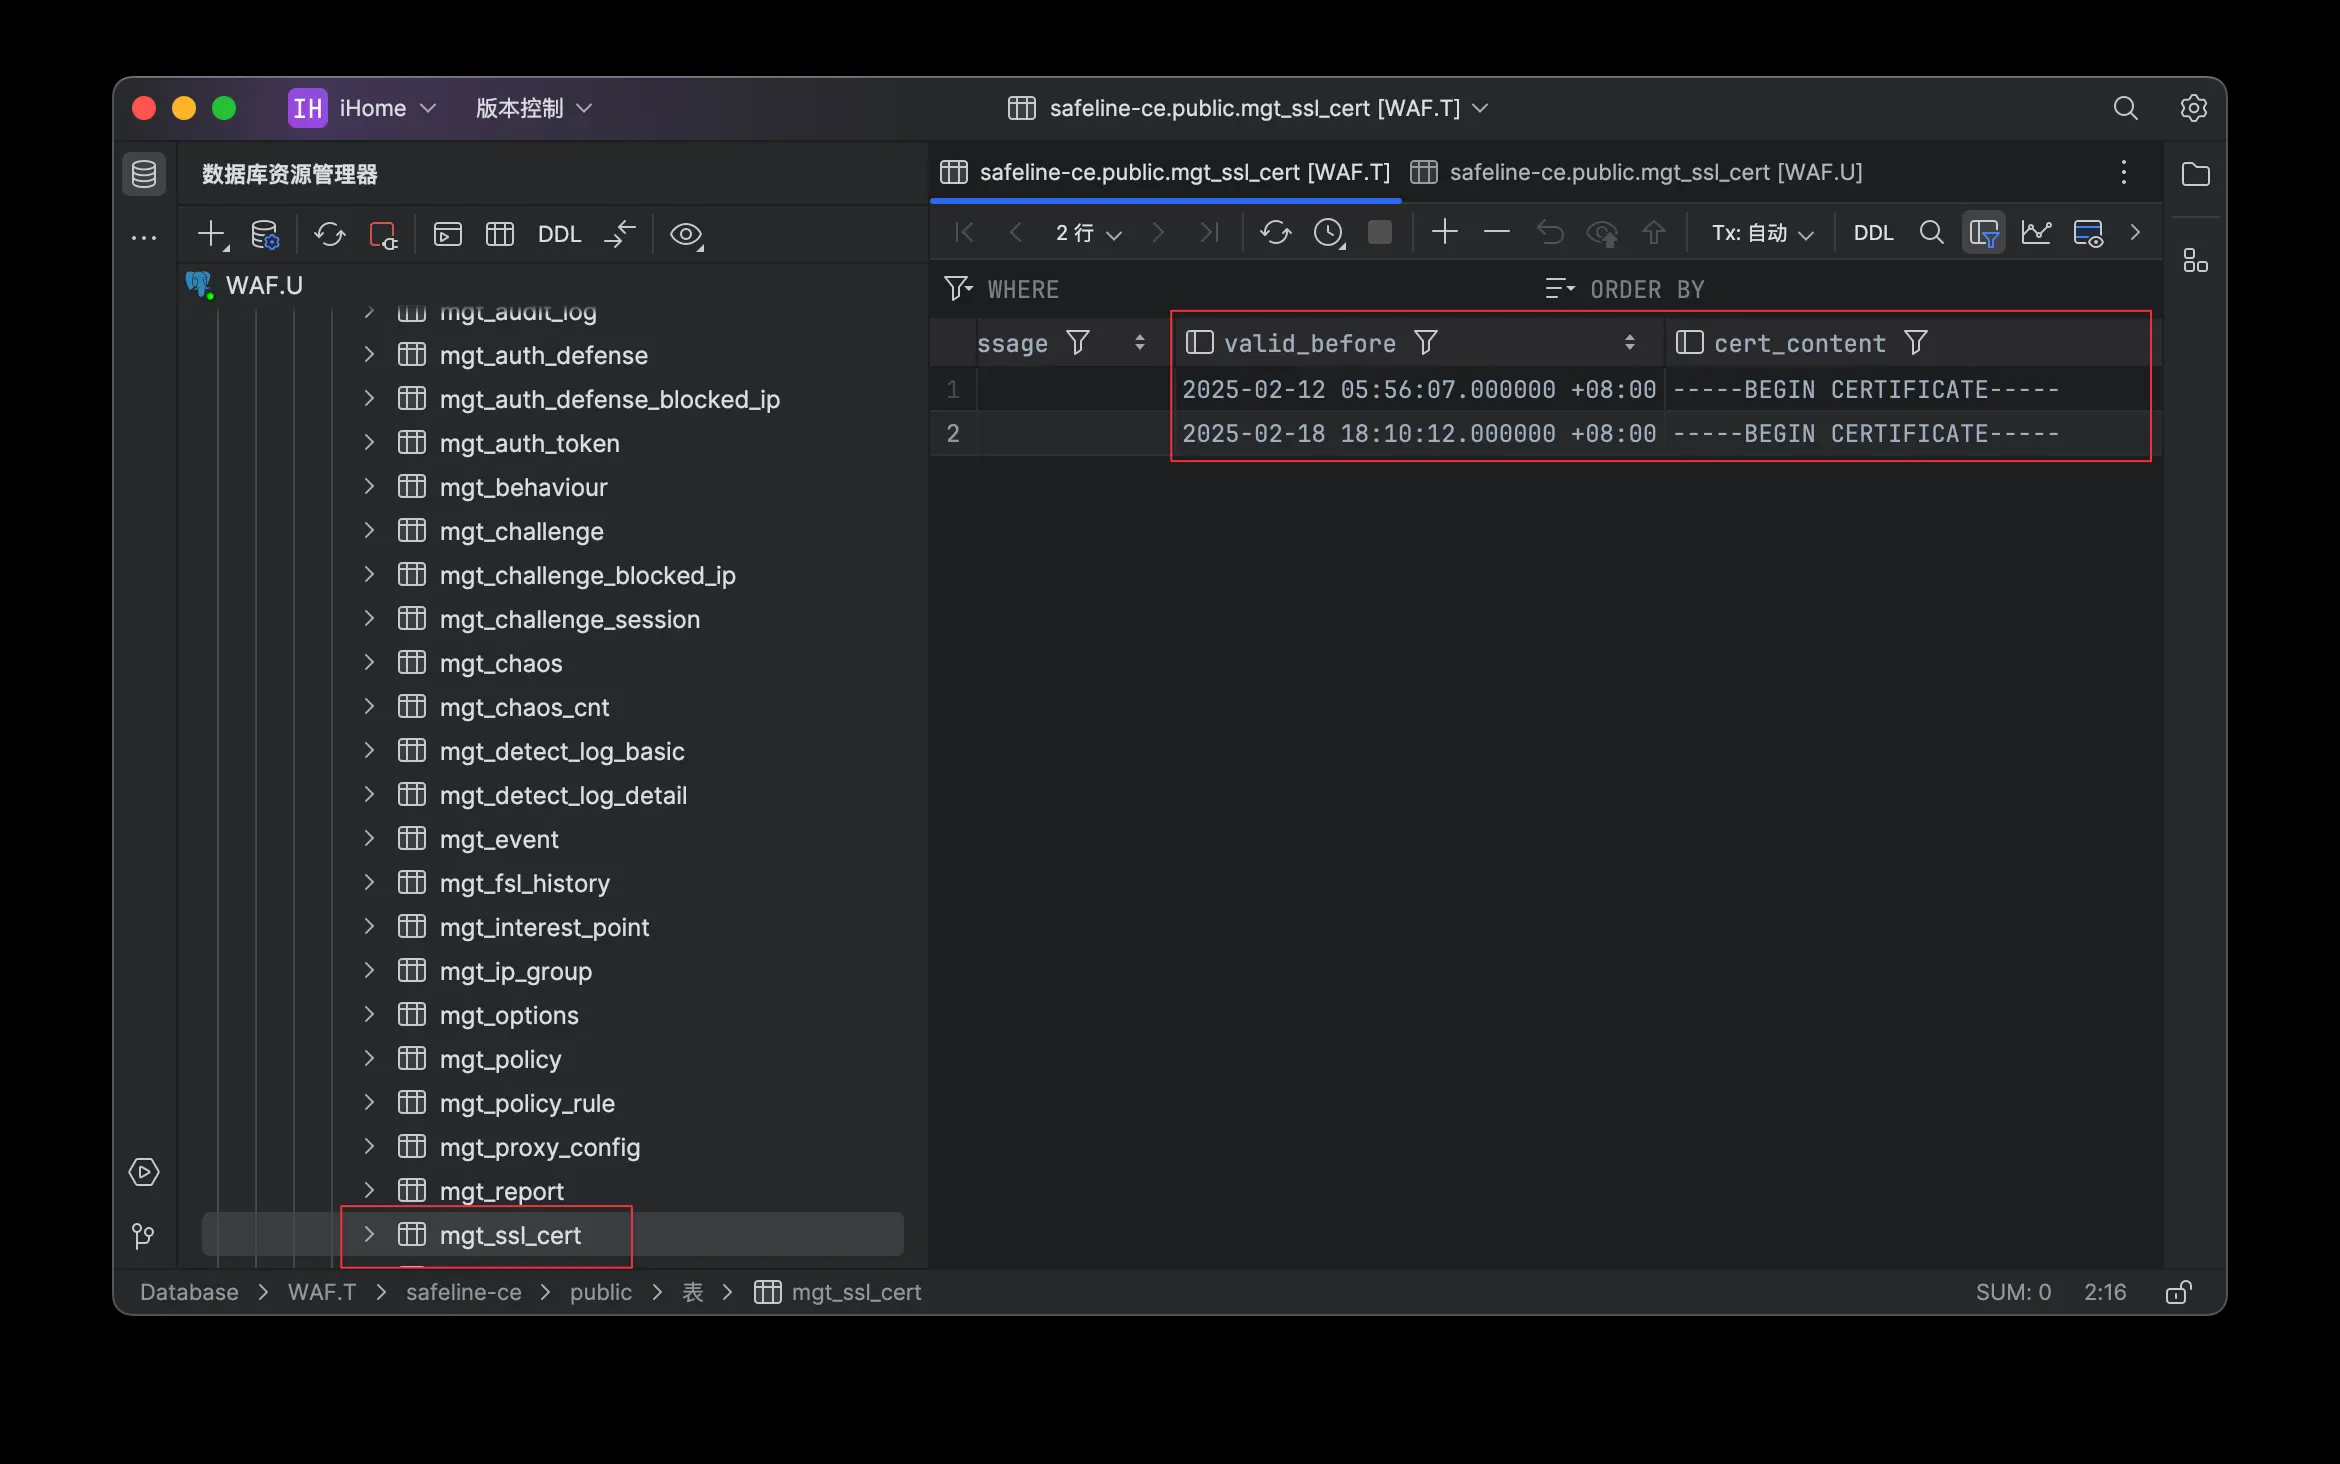 IH iHome 版本控制 safeline-ce.public.mgt_ssl_cert [WAF.T]
数据库资源管理器
DDL
WAF.U
mgt_audit_log
mgt_auth_defense
mgt_auth_defense_blocked_ip
mgt_auth_token
mgt_behaviour
mgt_challenge
mgt_challenge_blocked_ip
mgt_challenge_session
mgt_chaos
mgt_chaos_cnt
mgt_detect_log_basic
mgt_detect_log_detail
mgt_event
mgt_fsl_history
mgt_interest_point
mgt_ip_group
mgt_options
mgt_policy
mgt_policy_rule
mgt_proxy_config
mgt_report
mgt_ssl_cert
safeline-ce.public.mgt_ssl_cert [WAF.T] safeline-ce.public.mgt_ssl_cert [WAF.U]
2 行 Tx: 自动 DDL
WHERE ORDER BY
ssage valid_before cert_content
1 2025-02-12 05:56:07.000000 +08:00 -----BEGIN CERTIFICATE-----
2 2025-02-18 18:10:12.000000 +08:00 -----BEGIN CERTIFICATE-----
Database > WAF.T > safeline-ce > public > 表 > mgt_ssl_cert SUM: 0 2:16